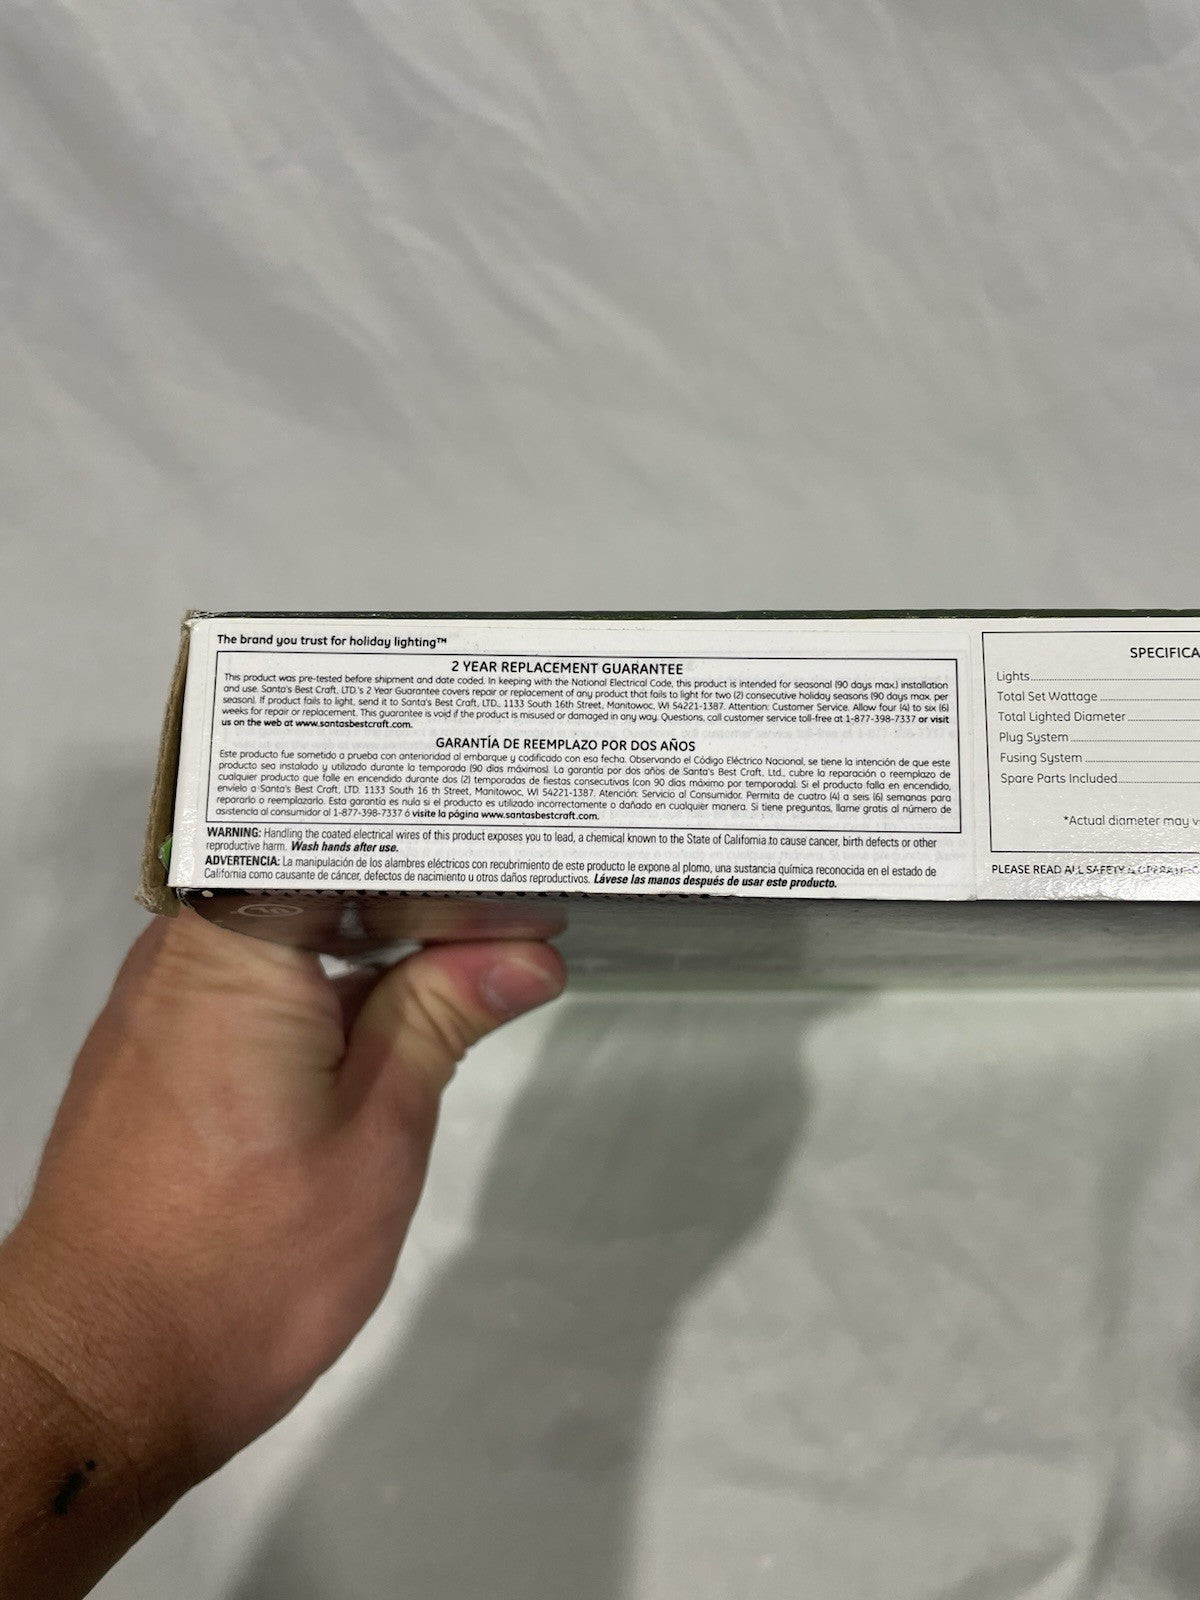 The brand you trust for holiday lighting™
2 YEAR REPLACEMENT GUARANTEE
This product was pre-tested before shipment and date coded. In keeping with the National Electrical Code, this product is intended for seasonal (90 days max.) installation
and use. Santa's Best Craft, LTD.'s 2 Year Guarantee covers repair or replacement of any product that fails to light for two (2) consecutive holiday seasons (90 days max. per
season). If product fails to light, send it to Santa's Best Craft, LTD., 1133 South 16th Street, Manitowoc, WI 54221-1387. Attention: Customer Service. Allow four (4) to six (6)
weeks for repair or replacement. This guarantee is void if the product is misused or damaged in any way. Questions, call customer service toll-free at 1-877-398-7337 or visit
us on the web at www.santasbestcraft.com.
GARANTÍA DE REEMPLAZO POR DOS AÑOS
Este producto fue sometido a prueba con anterioridad al embarque y codificado con esa fecha. Observando el Código Eléctrico Nacional, se tiene la intención de que este
producto sea instalado y utilizado durante la temporada (90 días máximos). La garantía por dos años de Santa's Best Craft, Ltd., cubre la reparación o reemplazo de
cualquier producto que falle en encendido durante dos (2) temporadas de fiestas consecutivas (con 90 días máximo por temporada). Si el producto falla en encendido,
envíelo a Santa's Best Craft, LTD. 1133 South 16 th Street, Manitowoc, WI 54221-1387. Atención: Servicio al Consumidor. Permita de cuatro (4) a seis (6) semanas para
repararlo o reemplazarlo. Esta garantía es nula si el producto es utilizado incorrectamente o dañado en cualquier manera. Si tiene preguntas, llame gratis al número de
asistencia al consumidor al 1-877-398-7337 ó visite la página www.santasbestcraft.com.
WARNING: Handling the coated electrical wires of this product exposes you to lead, a chemical known to the State of California to cause cancer, birth defects or other
reproductive harm. Wash hands after use.
ADVERTENCIA: La manipulación de los alambres eléctricos con recubrimiento de este producto le expone al plomo, una sustancia química reconocida en el estado de
California como causante de cáncer, defectos de nacimiento u otros daños reproductivos. Lávese las manos después de usar este producto.
SPECIFICA
Lights
Total Set Wattage
Total Lighted Diameter
Plug System
Fusing System
Spare Parts Included
*Actual diameter may v
PLEASE READ ALL SAFETY &